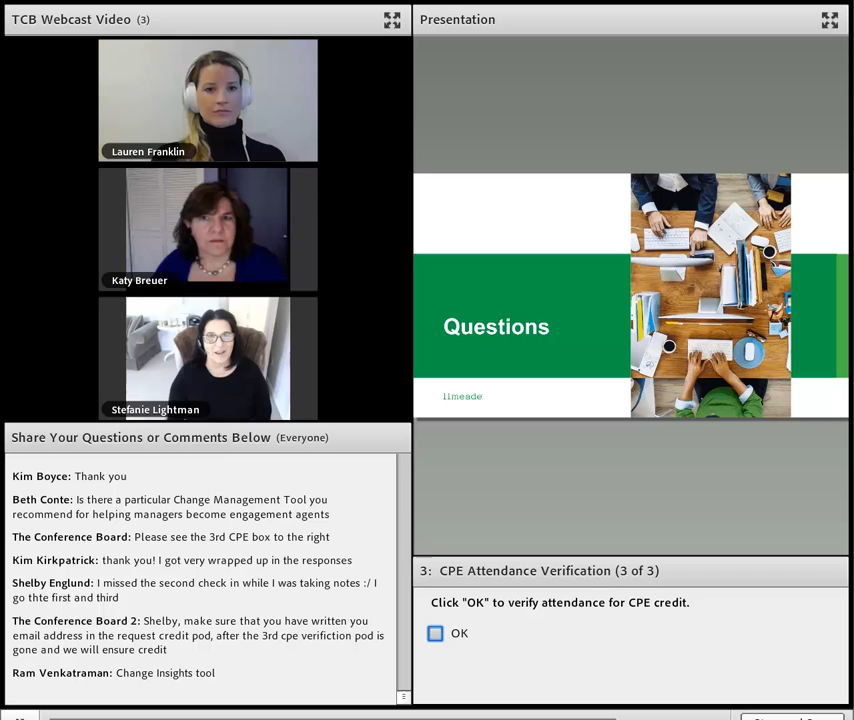 TCB Webcast Video (3)
Lauren Franklin
Katy Breuer
Stefanie Lightman
Share Your Questions or Comments Below (Everyone)
Kim Boyce: Thank you
Beth Conte: Is there a particular Change Management Tool you
recommend for helping managers become engagement agents
The Conference Board: Please see the 3rd CPE box to the right
Kim Kirkpatrick: thank you! I got very wrapped up in the responses
Shelby Englund: I missed the second check in while I was taking notes :/ I
go thte first and third
The Conference Board 2: Shelby, make sure that you have written you
email address in the request credit pod, after the 3rd cpe verifiction pod is
gone and we will ensure credit
Ram Venkatraman: Change Insights tool
Presentation
Questions
limeade
3: CPE Attendance Verification (3 of 3)
Click "OK" to verify attendance for CPE credit.
OK